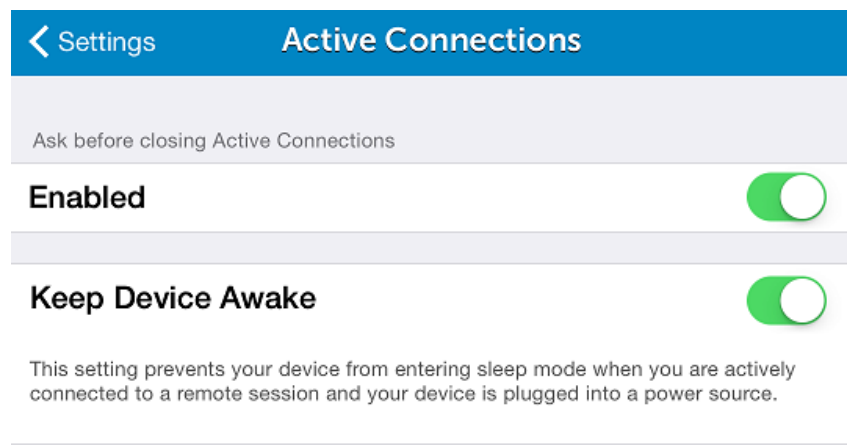 Settings
Active Connections
Ask before closing Active Connections
Enabled
Keep Device Awake
This setting prevents your device from entering sleep mode when you are actively
connected to a remote session and your device is plugged into a power source.